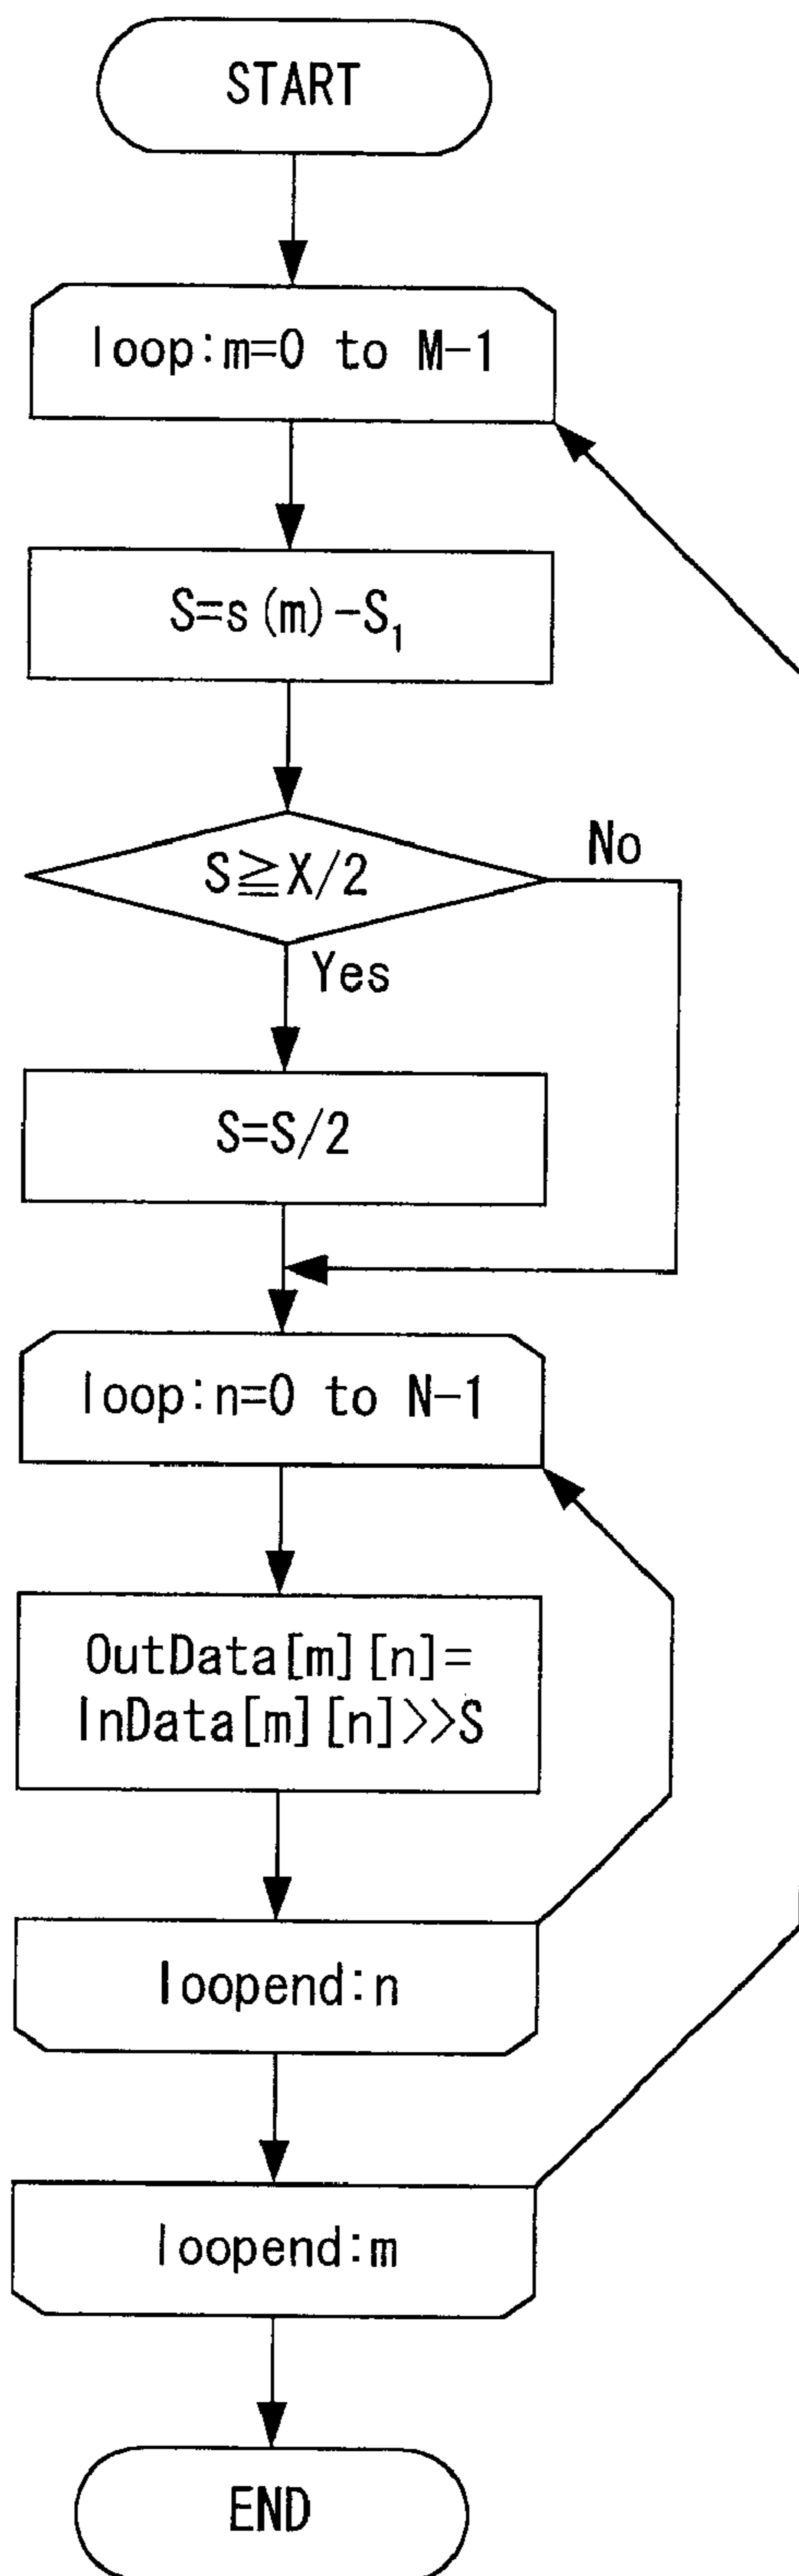 START
loop:m=0 to M-1
S=s(m)-S₁
S≧X/2
No
Yes
S=S/2
loop:n=0 to N-1
OutData[m][n]=
InData[m][n]>>S
loopend:n
loopend:m
END